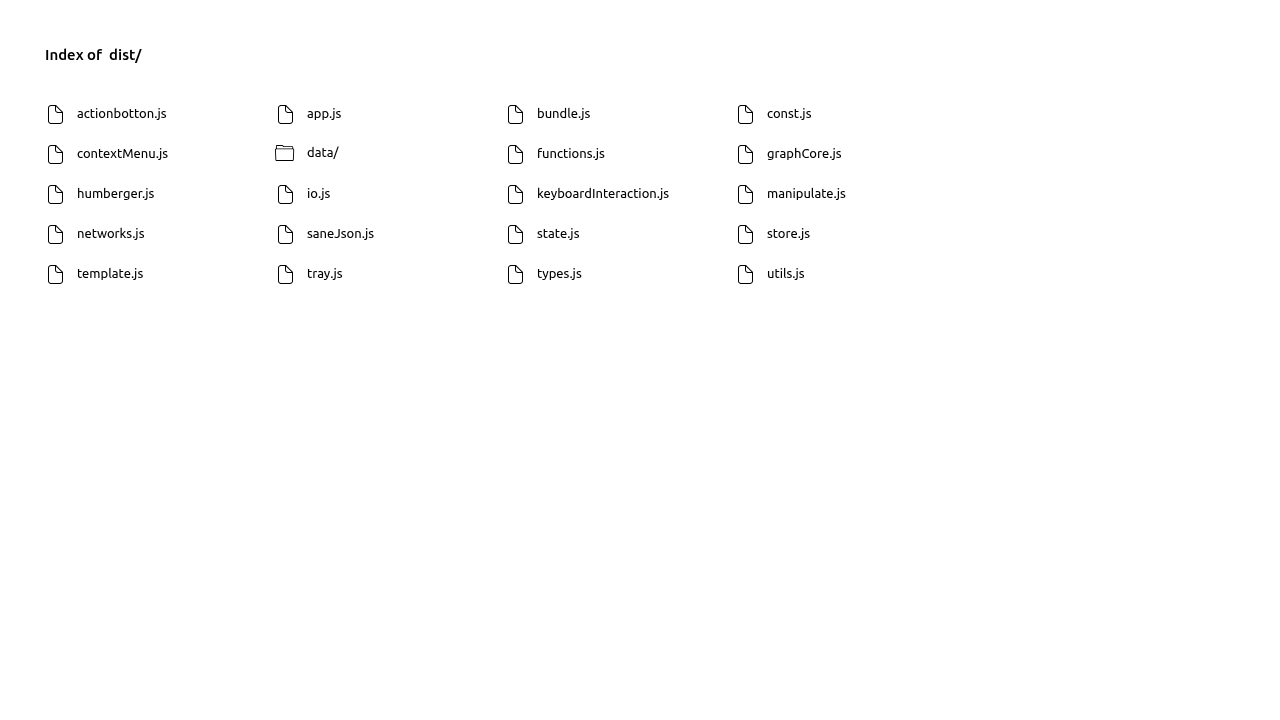 Index of dist/
actionbotton.js app.js bundle.js const.js
contextMenu.js data/ functions.js graphCore.js
humberger.js io.js keyboardInteraction.js manipulate.js
networks.js saneJson.js state.js store.js
template.js tray.js types.js utils.js